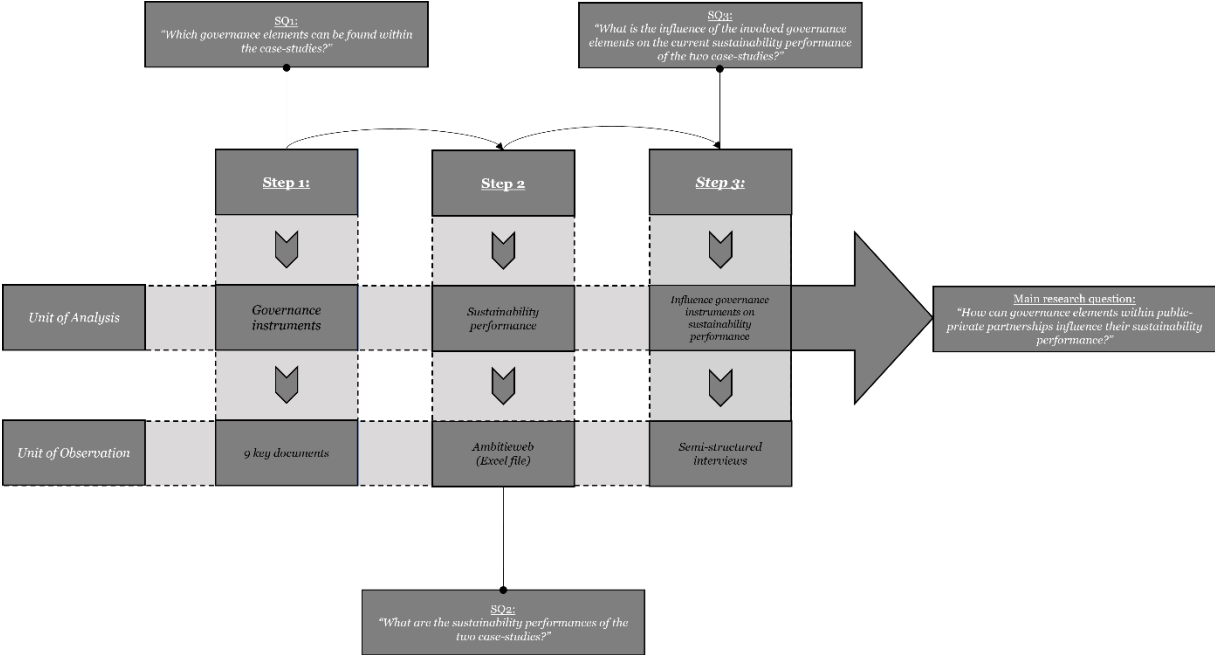 SQ1:
"Which governance elements can be found within
the case-studies?"
SQ3:
"What is the influence of the involved governance
elements on the current sustainability performance
of the two case-studies?"
Step 1:
Step 2
Step 3:
Unit of Analysis
Governance
instruments
Sustainability
performance
Influence governance
instruments on
sustainability
performance
Main research question:
"How can governance elements within public-
private partnerships influence their sustainability
performance?"
Unit of Observation
9 key documents
Ambitieweb
(Excel file)
Semi-structured
interviews
SQ2:
"What are the sustainability performances of the
two case-studies?"